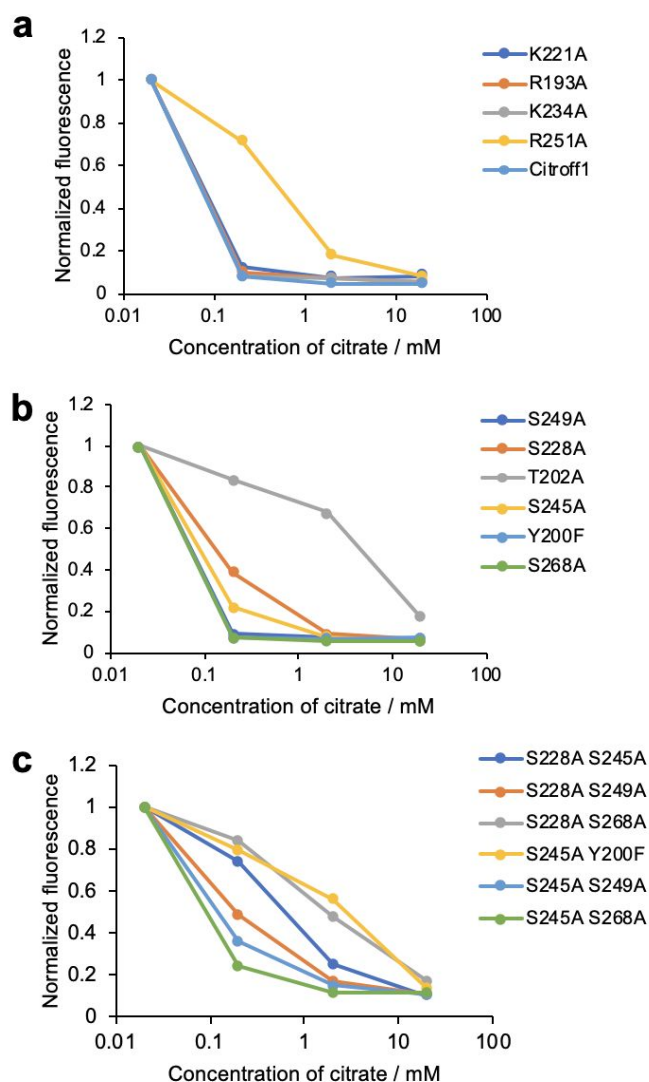 a
1.2
1
0.8
0.6
0.4
0.2
0
Normalized fluorescence
0.01 0.1 1 10 100
Concentration of citrate / mM
K221A
R193A
K234A
R251A
Citroff1
b
1.2
1
0.8
0.6
0.4
0.2
0
Normalized fluorescence
0.01 0.1 1 10 100
Concentration of citrate / mM
S249A
S228A
T202A
S245A
Y200F
S268A
c
1.2
1
0.8
0.6
0.4
0.2
0
Normalized fluorescence
0.01 0.1 1 10 100
Concentration of citrate / mM
S228A S245A
S228A S249A
S228A S268A
S245A Y200F
S245A S249A
S245A S268A